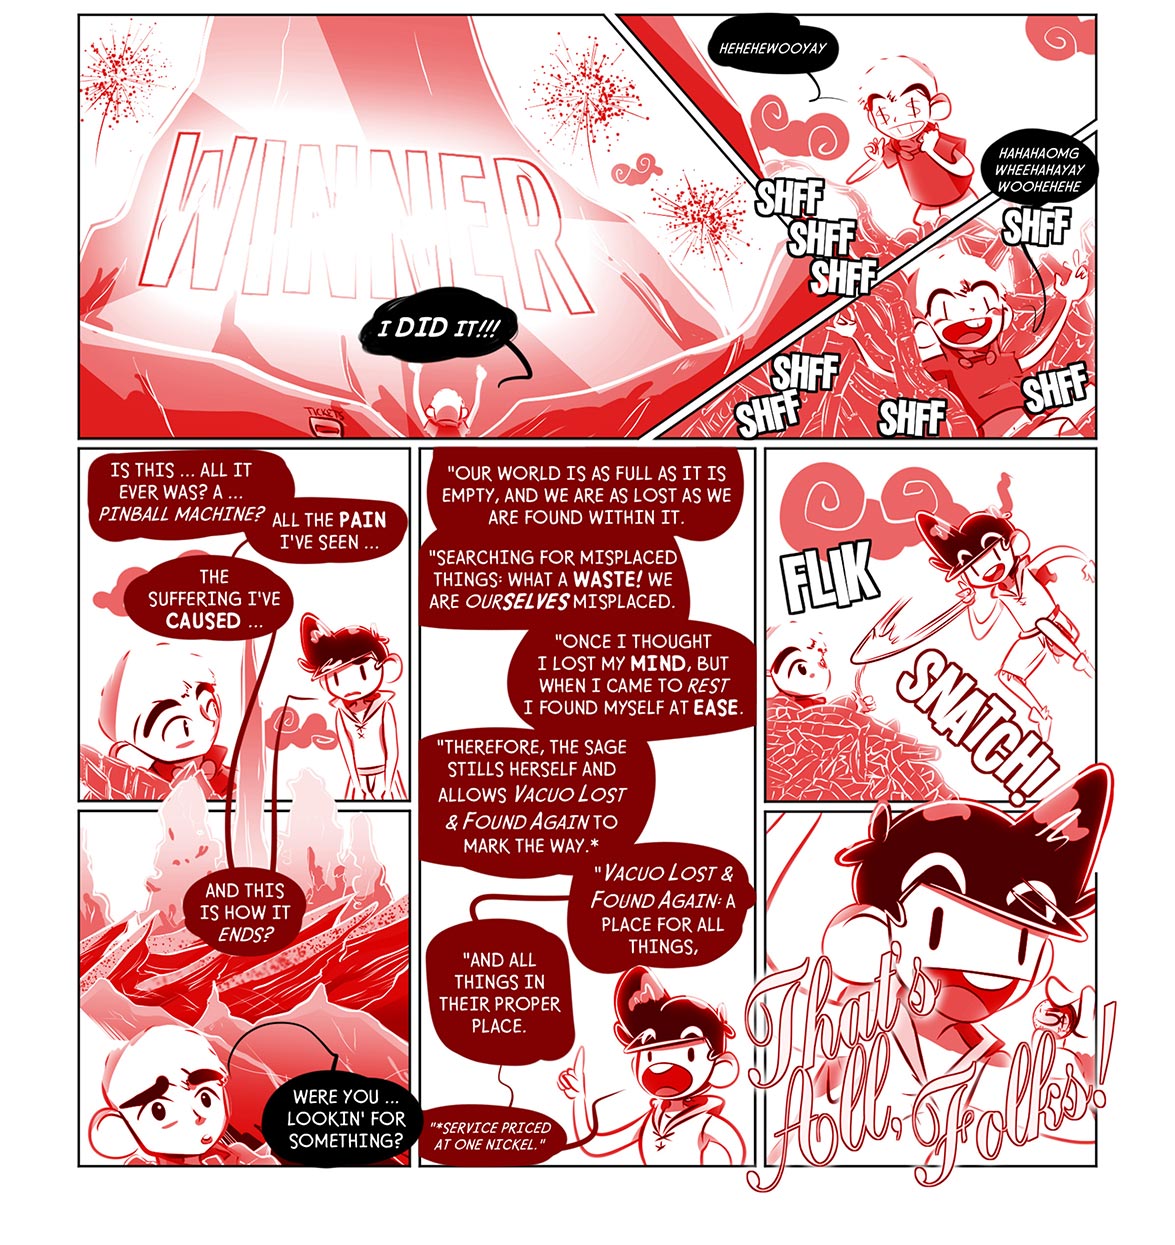 WINNER
I DID IT!!!
TICKETS
HEHEHEWOOYAY
SHFF
SHFF
SHFF
HAHAHAOMG
WHEEHAHAYAY
WOOHEHEHE
SHFF
SHFF
SHFF
SHFF
SHFF
IS THIS ... ALL IT
EVER WAS? A ...
PINBALL MACHINE?
ALL THE PAIN
I'VE SEEN ...
THE
SUFFERING I'VE
CAUSED ...
AND THIS
IS HOW IT
ENDS?
WERE YOU ...
LOOKIN' FOR
SOMETHING?
"OUR WORLD IS AS FULL AS IT IS
EMPTY, AND WE ARE AS LOST AS WE
ARE FOUND WITHIN IT.
"SEARCHING FOR MISPLACED
THINGS: WHAT A WASTE! WE
ARE OURSELVES MISPLACED.
"ONCE I THOUGHT
I LOST MY MIND, BUT
WHEN I CAME TO REST
I FOUND MYSELF AT EASE.
"THEREFORE, THE SAGE
STILLS HERSELF AND
ALLOWS VACUO LOST
& FOUND AGAIN TO
MARK THE WAY.*
"VACUO LOST &
FOUND AGAIN: A
PLACE FOR ALL
THINGS,
"AND ALL
THINGS IN
THEIR PROPER
PLACE.
"*SERVICE PRICED
AT ONE NICKEL."
FLIK
SNATCH!
That's
All, Folks!